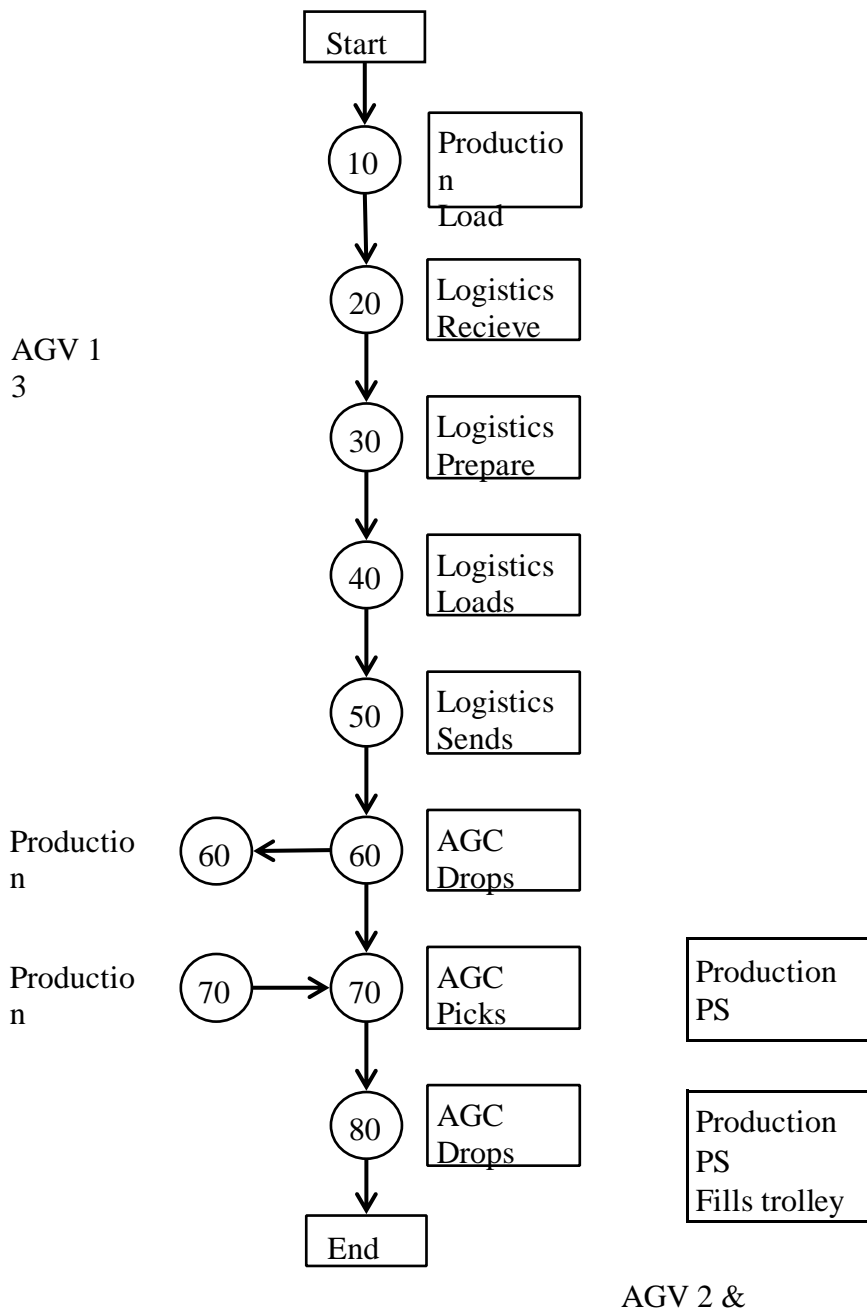 Start
10
Productio
n
Load
20
Logistics
Recieve
AGV 1
3
30
Logistics
Prepare
40
Logistics
Loads
50
Logistics
Sends
Productio
n
60
60
AGC
Drops
Productio
n
70
70
AGC
Picks
Production
PS
80
AGC
Drops
Production
PS
Fills trolley
End
AGV 2 &